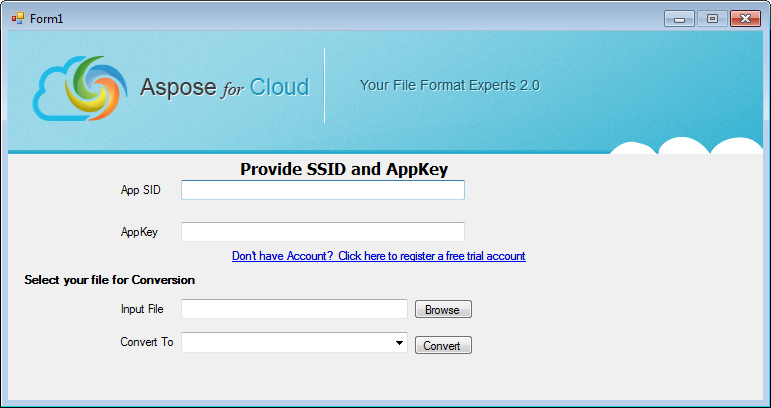 Form1
Aspose for Cloud
Your File Format Experts 2.0
Provide SSID and AppKey
App SID
AppKey
Don't have Account? Click here to register a free trial account
Select your file for Conversion
Input File
Browse
Convert To
Convert